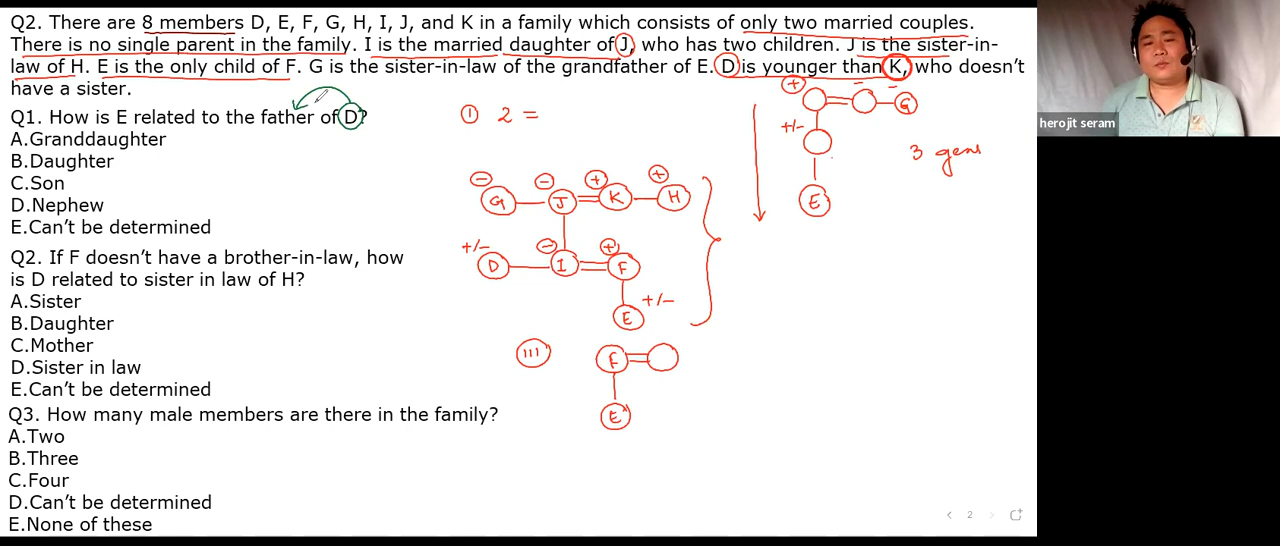 Q2. There are 8 members D, E, F, G, H, I, J, and K in a family which consists of only two married couples.
There is no single parent in the family. I is the married daughter of J, who has two children. J is the sister-in-
law of H. E is the only child of F. G is the sister-in-law of the grandfather of E. D is younger than K, who doesn’t
have a sister.
Q1. How is E related to the father of D?
A.Granddaughter
B.Daughter
C.Son
D.Nephew
E.Can’t be determined
Q2. If F doesn’t have a brother-in-law, how
is D related to sister in law of H?
A.Sister
B.Daughter
C.Mother
D.Sister in law
E.Can’t be determined
Q3. How many male members are there in the family?
A.Two
B.Three
C.Four
D.Can’t be determined
E.None of these
① 2 =
− − + +
G J = K H
+/− − +
D I = F
+/−
E
III F =
E
+ − −
= G
+/−
E
3 gens
herojit seram
2